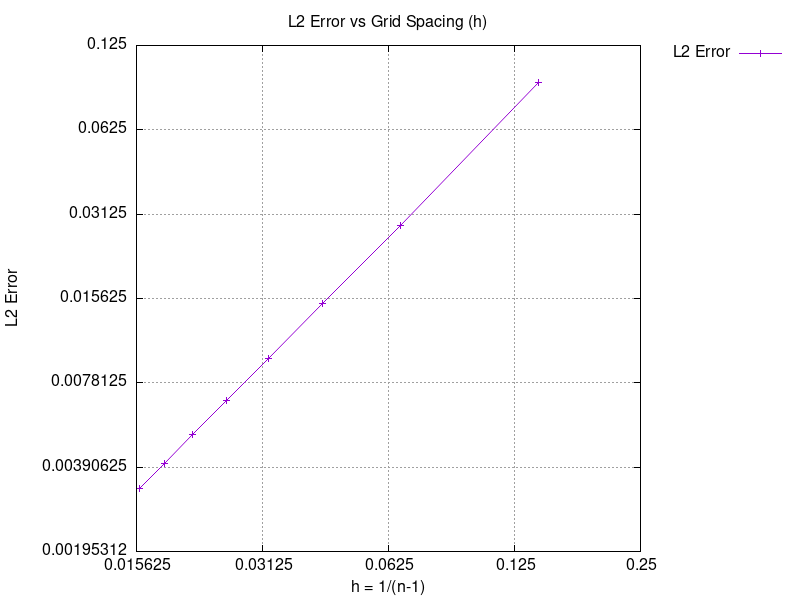 L2 Error vs Grid Spacing (h)
L2 Error
0.125
0.0625
0.03125
0.015625
0.0078125
0.00390625
0.00195312
L2 Error
0.015625 0.03125 0.0625 0.125 0.25
h = 1/(n-1)